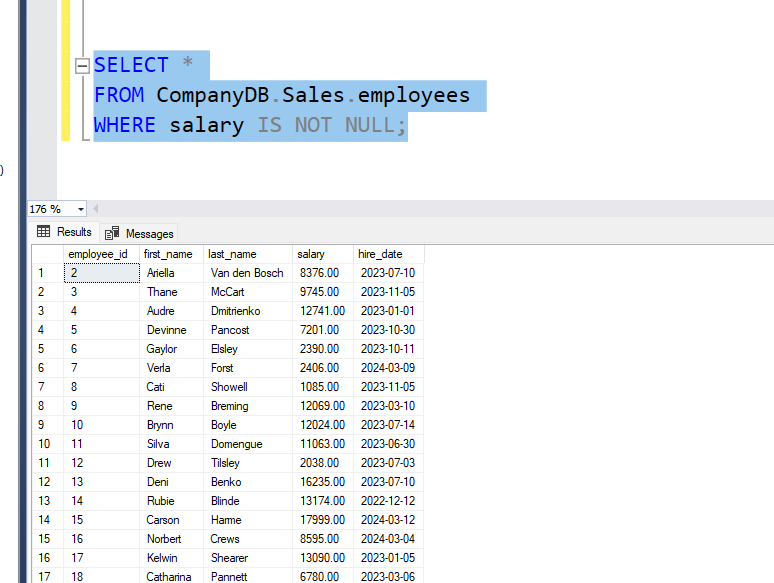 SELECT *
FROM CompanyDB.Sales.employees
WHERE salary IS NOT NULL;
)
176 %
Results Messages
employee_id first_name last_name salary hire_date
1 2 Ariella Van den Bosch 8376.00 2023-07-10
2 3 Thane McCart 9745.00 2023-11-05
3 4 Audre Dmitrienko 12741.00 2023-01-01
4 5 Devinne Pancost 7201.00 2023-10-30
5 6 Gaylor Elsley 2390.00 2023-10-11
6 7 Verla Forst 2406.00 2024-03-09
7 8 Cati Showell 1085.00 2023-11-05
8 9 Rene Breming 12069.00 2023-03-10
9 10 Brynn Boyle 12024.00 2023-07-14
10 11 Silva Domengue 11063.00 2023-06-30
11 12 Drew Tilsley 2038.00 2023-07-03
12 13 Deni Benko 16235.00 2023-07-10
13 14 Rubie Blinde 13174.00 2022-12-12
14 15 Carson Harme 17999.00 2024-03-12
15 16 Norbert Crews 8595.00 2024-03-04
16 17 Kelwin Shearer 13090.00 2023-01-05
17 18 Catharina Pannett 6780.00 2023-03-06